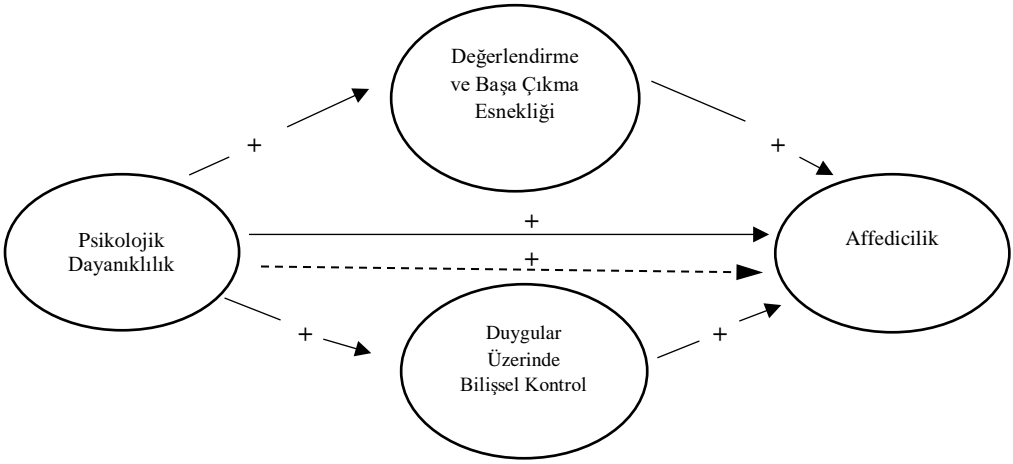 Değerlendirme
ve Başa Çıkma
Esnekliği
+
+
Psikolojik
Dayanıklılık
+
+
Affedicilik
+
+
Duygular
Üzerinde
Bilişsel Kontrol